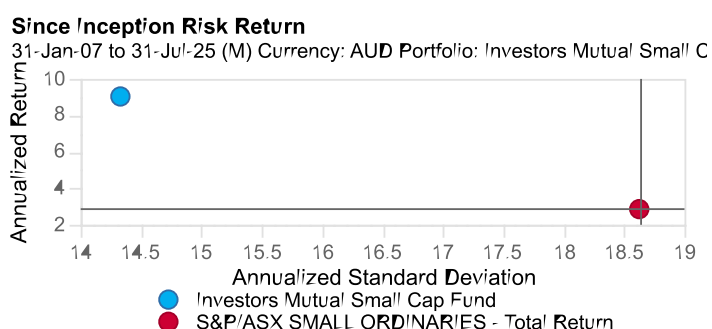 Since Inception Risk Return
31-Jan-07 to 31-Jul-25 (M) Currency: AUD Portfolio: Investors Mutual Small C
Annualized Return
10
8
6
4
2
14 14.5 15 15.5 16 16.5 17 17.5 18 18.5 19
Annualized Standard Deviation
Investors Mutual Small Cap Fund
S&P/ASX SMALL ORDINARIES - Total Return